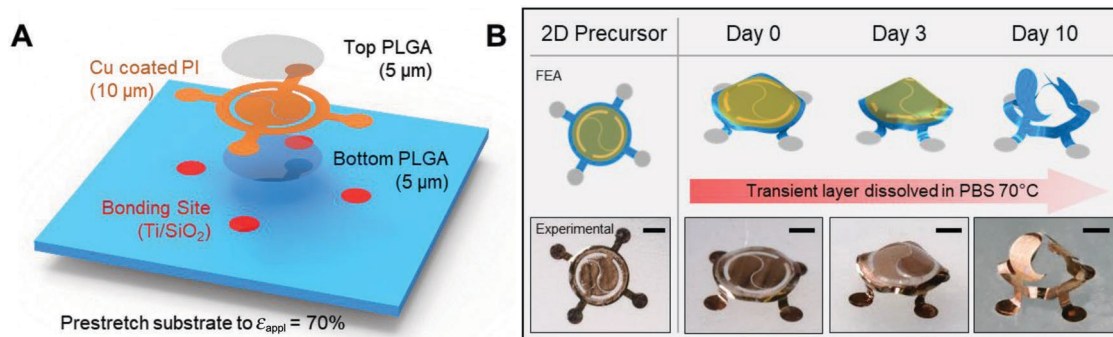 A
Top PLGA
(5 µm)
Cu coated PI
(10 µm)
Bottom PLGA
(5 µm)
Bonding Site
(Ti/SiO₂)
Prestretch substrate to εappl = 70%
B
2D Precursor
Day 0
Day 3
Day 10
FEA
Transient layer dissolved in PBS 70°C
Experimental